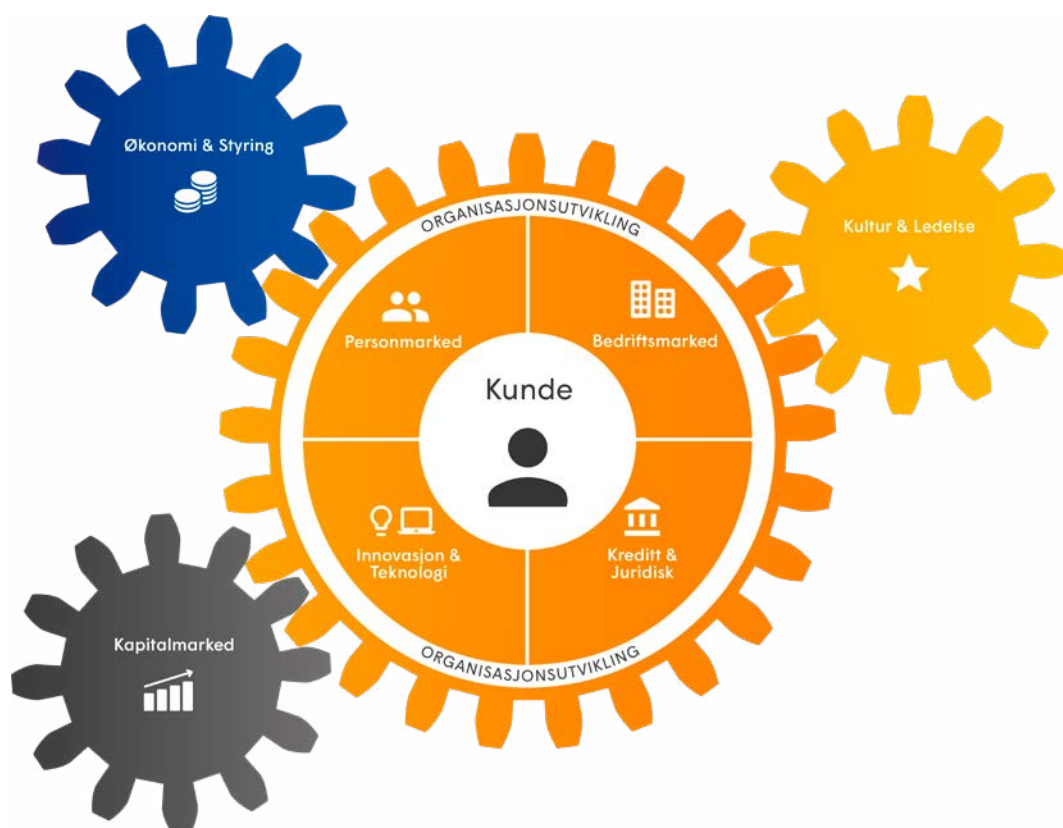 Økonomi & Styring
Kultur & Ledelse
ORGANISASJONSUTVIKLING
Personmarked
Bedriftsmarked
Kunde
Innovasjon &
Teknologi
Kreditt &
Juridisk
ORGANISASJONSUTVIKLING
Kapitalmarked